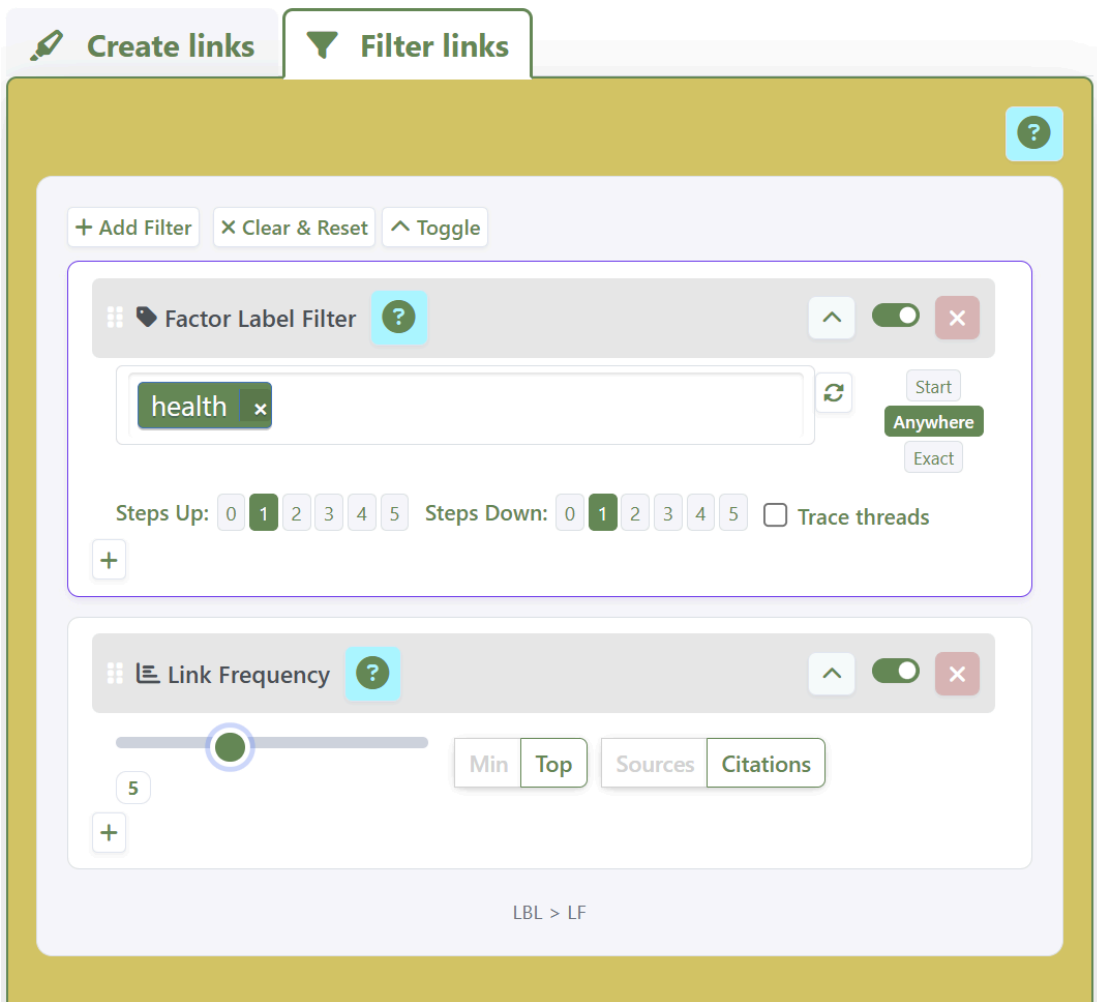 Create links Filter links
?
+ Add Filter × Clear & Reset ^ Toggle
Factor Label Filter ?
health ×
Start
Anywhere
Exact
Steps Up: 0 1 2 3 4 5 Steps Down: 0 1 2 3 4 5 Trace threads
+
Link Frequency ?
Min Top Sources Citations
5
+
LBL > LF